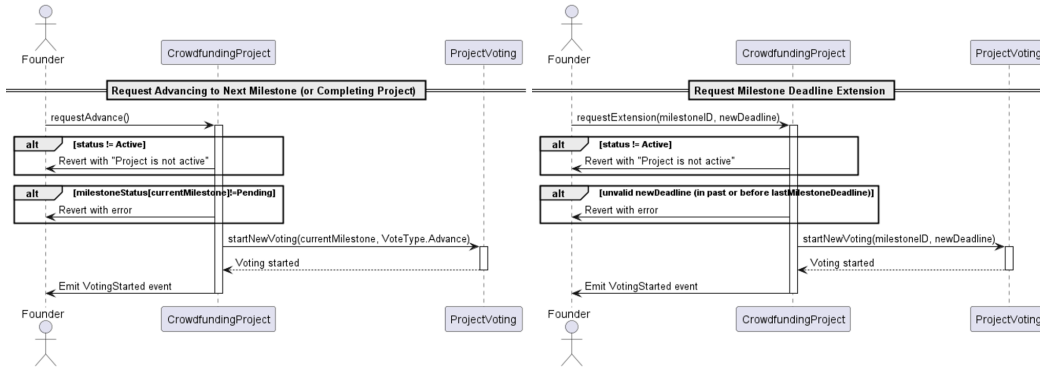 Founder
CrowdfundingProject
ProjectVoting
Request Advancing to Next Milestone (or Completing Project)
requestAdvance()
alt [status != Active]
Revert with "Project is not active"
alt [milestoneStatus[currentMilestone]!=Pending]
Revert with error
startNewVoting(currentMilestone, VoteType.Advance)
Voting started
Emit VotingStarted event
Founder
CrowdfundingProject
ProjectVoting
Founder
CrowdfundingProject
ProjectVoting
Request Milestone Deadline Extension
requestExtension(milestoneID, newDeadline)
alt [status != Active]
Revert with "Project is not active"
alt [unvalid newDeadline (in past or before lastMilestoneDeadline)]
Revert with error
startNewVoting(milestoneID, newDeadline)
Voting started
Emit VotingStarted event
Founder
CrowdfundingProject
ProjectVoting